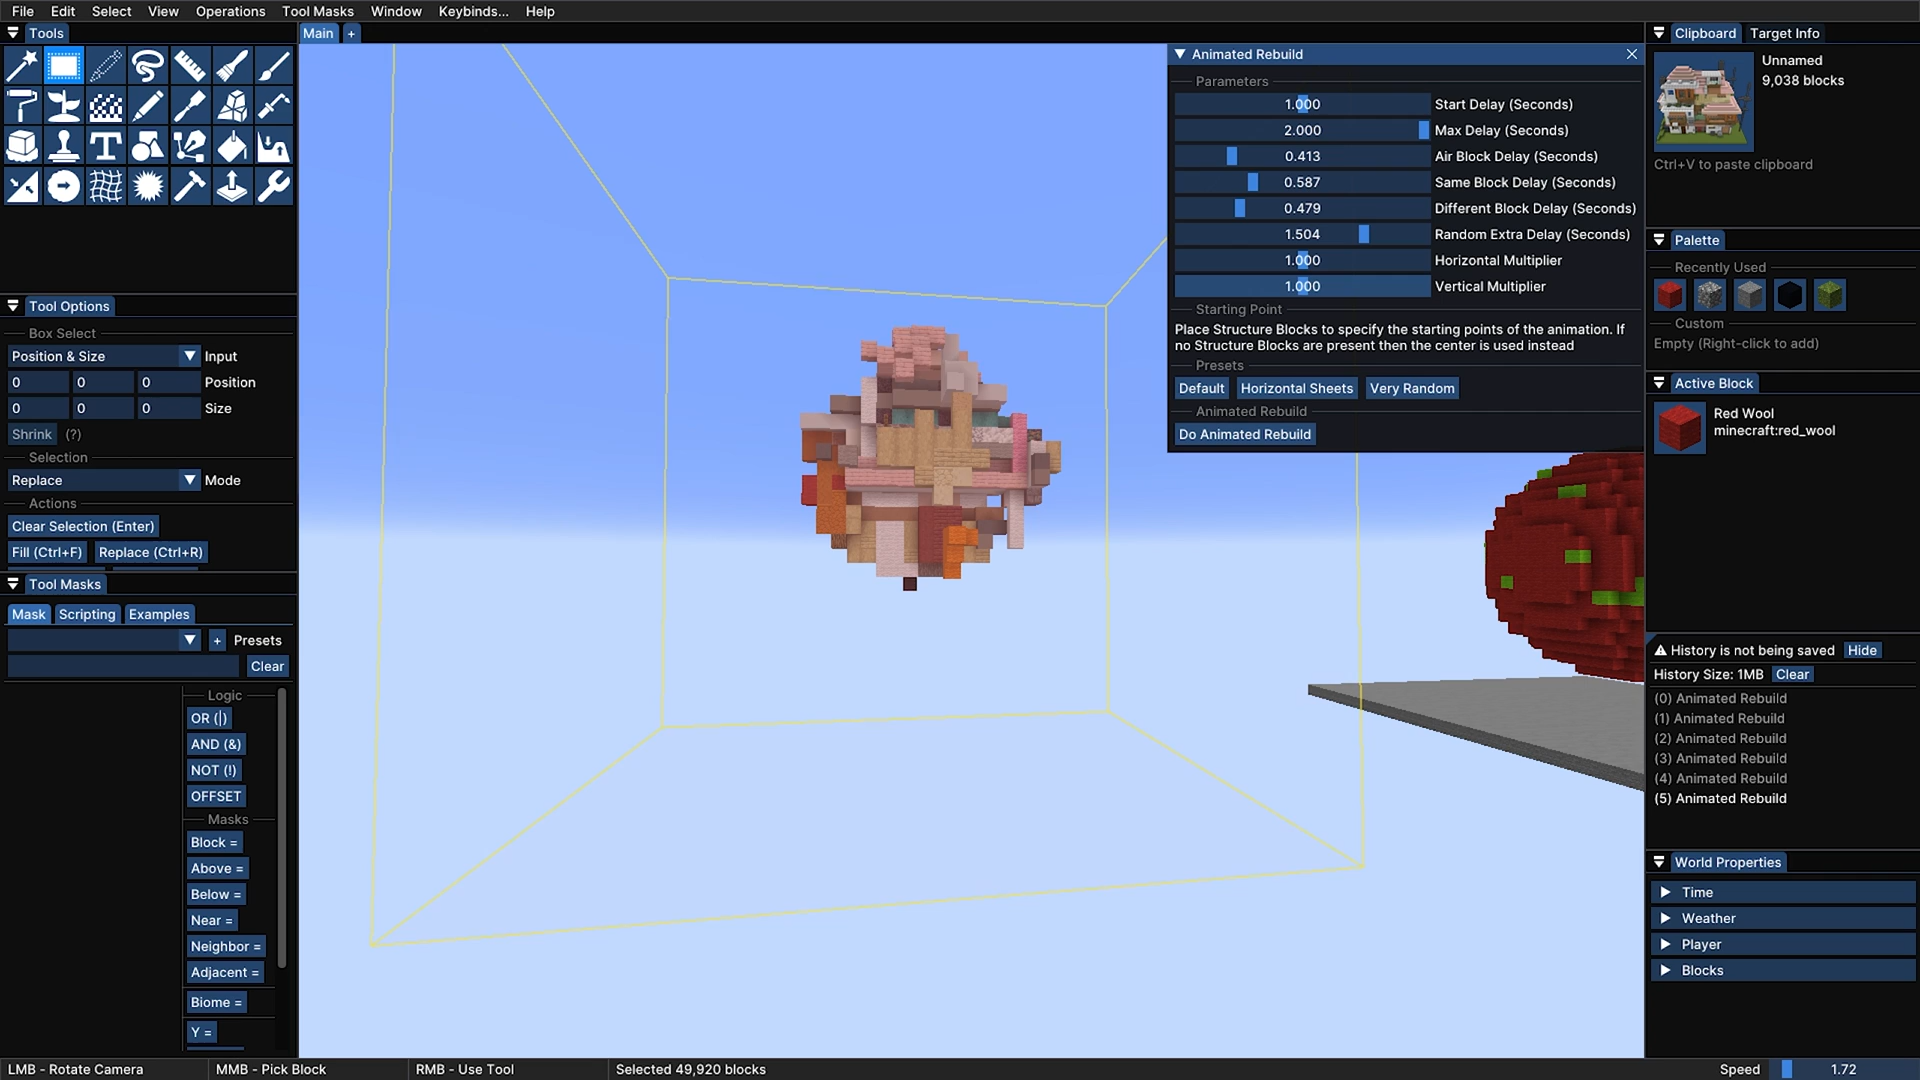 File Edit Select View Operations Tool Masks Window Keybinds... Help
Tools
Main +
Animated Rebuild
Parameters
1.000 Start Delay (Seconds)
2.000 Max Delay (Seconds)
0.413 Air Block Delay (Seconds)
0.587 Same Block Delay (Seconds)
0.479 Different Block Delay (Seconds)
1.504 Random Extra Delay (Seconds)
1.000 Horizontal Multiplier
1.000 Vertical Multiplier
Starting Point
Place Structure Blocks to specify the starting points of the animation. If
no Structure Blocks are present then the center is used instead
Presets
Default Horizontal Sheets Very Random
Animated Rebuild
Do Animated Rebuild
Clipboard Target Info
Unnamed
9,038 blocks
Ctrl+V to paste clipboard
Palette
Recently Used
Custom
Empty (Right-click to add)
Active Block
Red Wool
minecraft:red_wool
History is not being saved Hide
History Size: 1MB Clear
(0) Animated Rebuild
(1) Animated Rebuild
(2) Animated Rebuild
(3) Animated Rebuild
(4) Animated Rebuild
(5) Animated Rebuild
World Properties
Time
Weather
Player
Blocks
Tool Options
Box Select
Position & Size Input
0 0 0 Position
0 0 0 Size
Shrink (?)
Selection
Replace Mode
Actions
Clear Selection (Enter)
Fill (Ctrl+F) Replace (Ctrl+R)
Tool Masks
Mask Scripting Examples
+ Presets
Clear
Logic
OR (|)
AND (&)
NOT (!)
OFFSET
Masks
Block =
Above =
Below =
Near =
Neighbor =
Adjacent =
Biome =
Y =
LMB - Rotate Camera MMB - Pick Block RMB - Use Tool Selected 49,920 blocks Speed 1.72